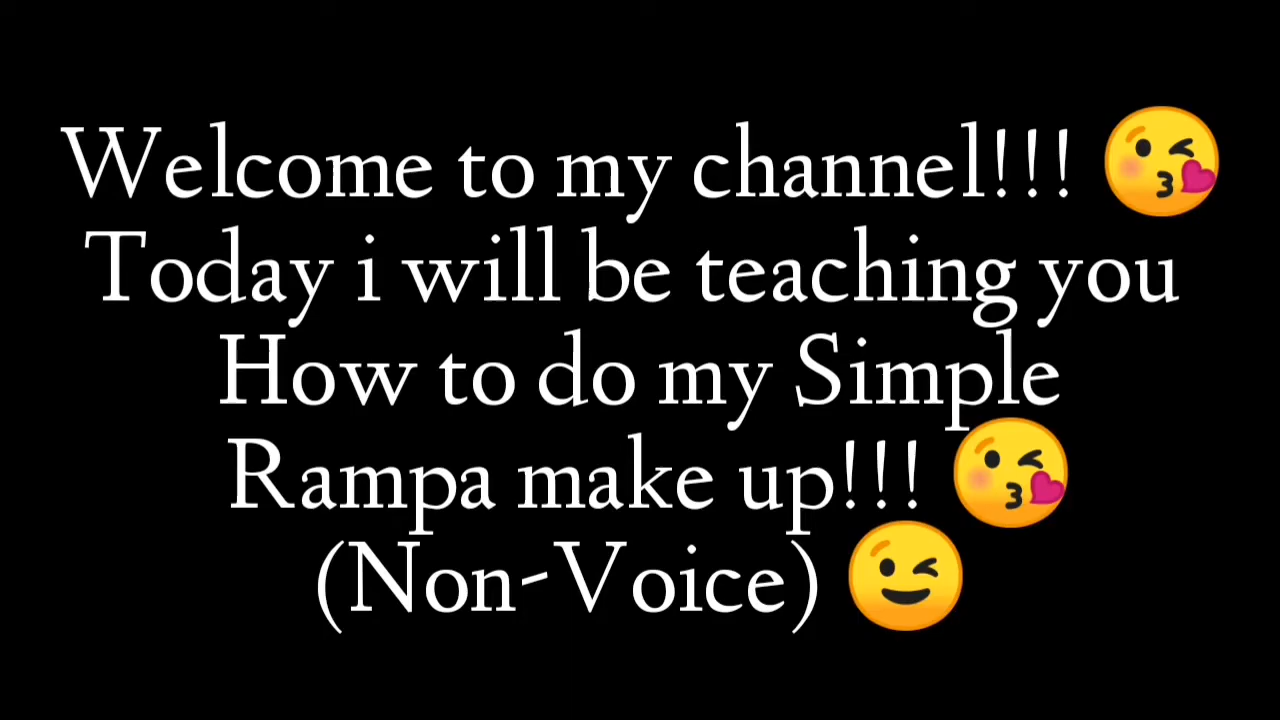 Welcome to my channel!!! 😘
Today i will be teaching you
How to do my Simple
Rampa make up!!! 😘
(Non-Voice) 😉